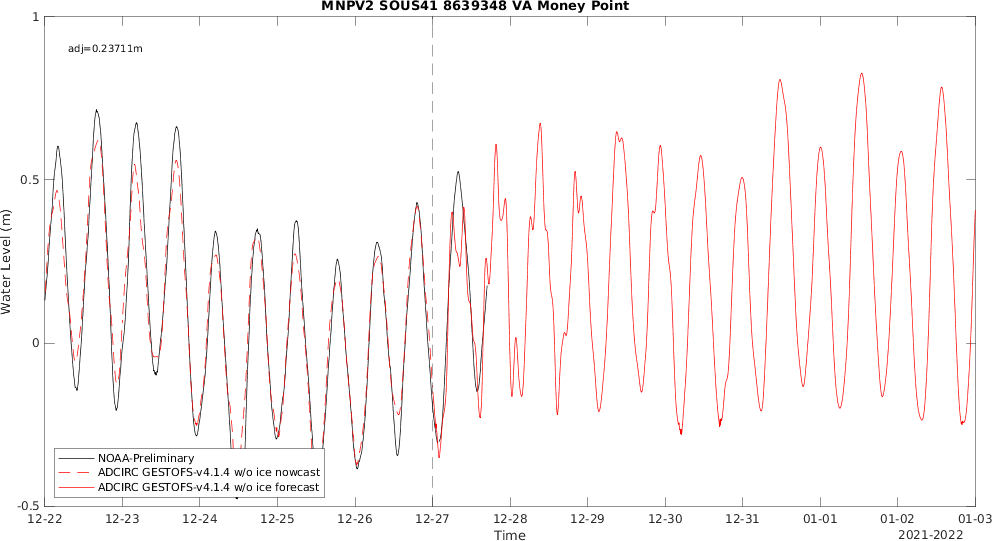 MNPV2 SOUS41 8639348 VA Money Point
adj=0.23711m
1
0.5
0
-0.5
Water Level (m)
NOAA-Preliminary
ADCIRC GESTOFS-v4.1.4 w/o ice nowcast
ADCIRC GESTOFS-v4.1.4 w/o ice forecast
12-22 12-23 12-24 12-25 12-26 12-27 12-28 12-29 12-30 12-31 01-01 01-02 01-03
Time
2021-2022